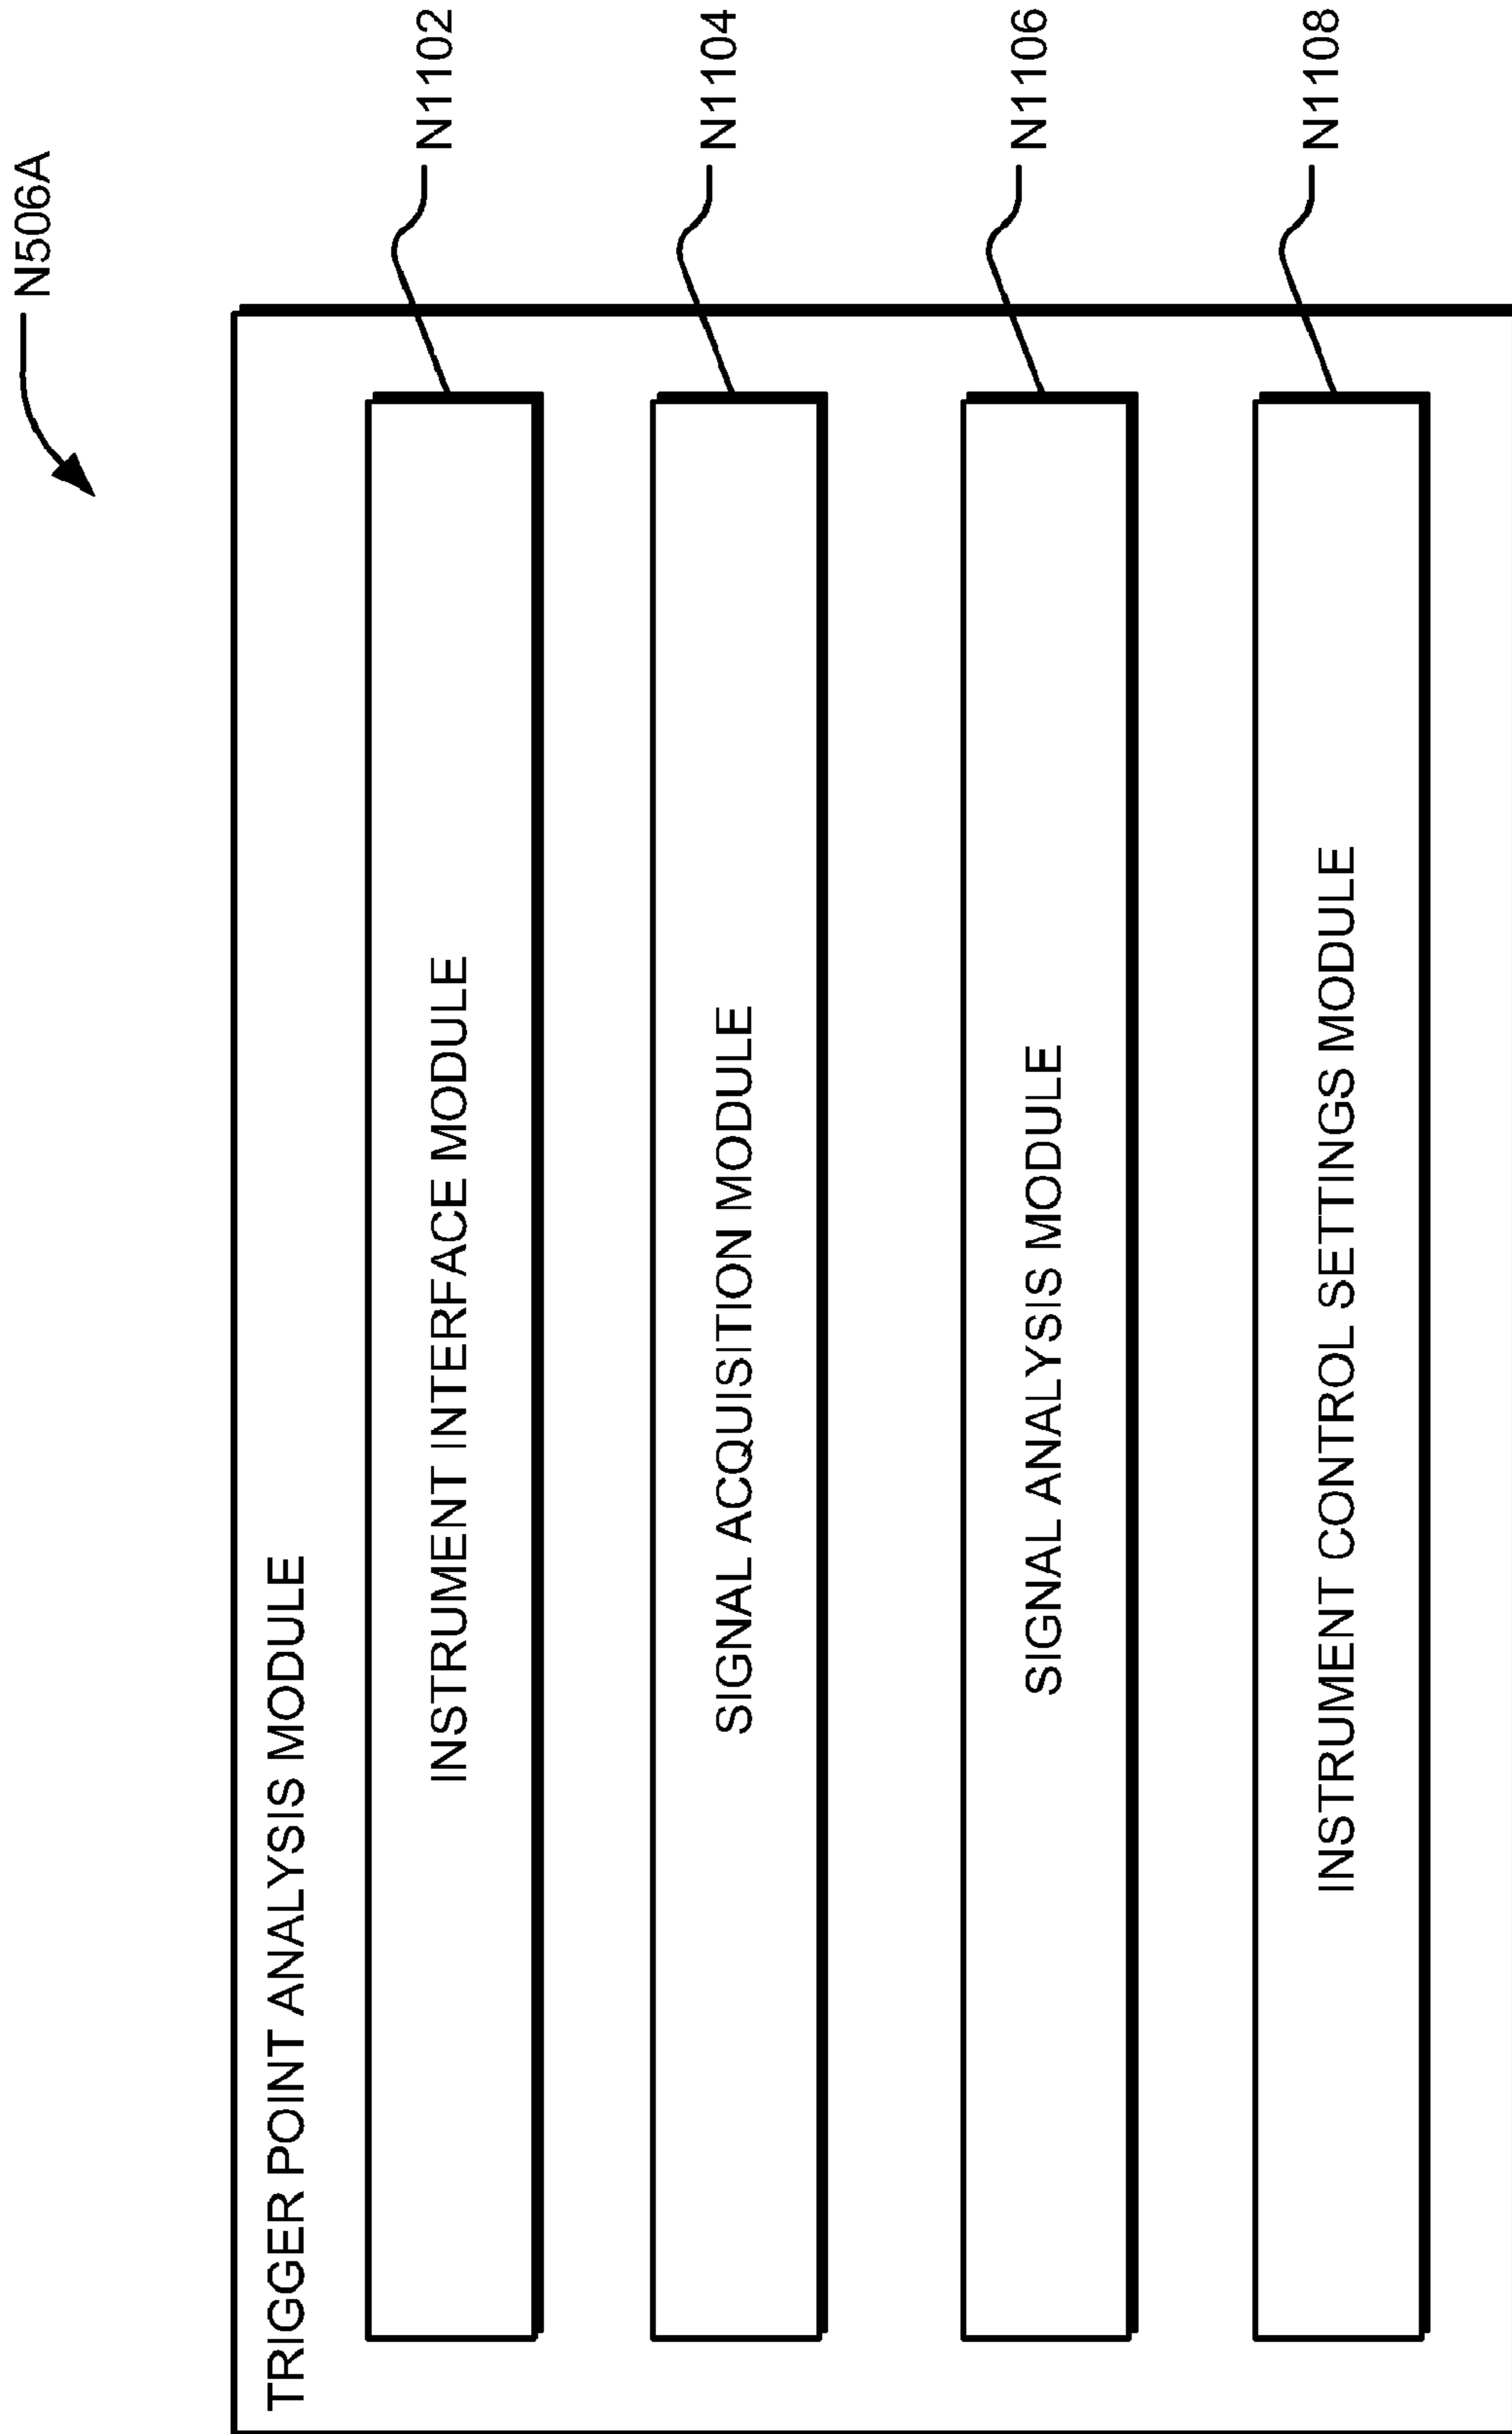 N506A
TRIGGER POINT ANALYSIS MODULE
INSTRUMENT INTERFACE MODULE
N1102
SIGNAL ACQUISITION MODULE
N1104
SIGNAL ANALYSIS MODULE
N1106
INSTRUMENT CONTROL SETTINGS MODULE
N1108